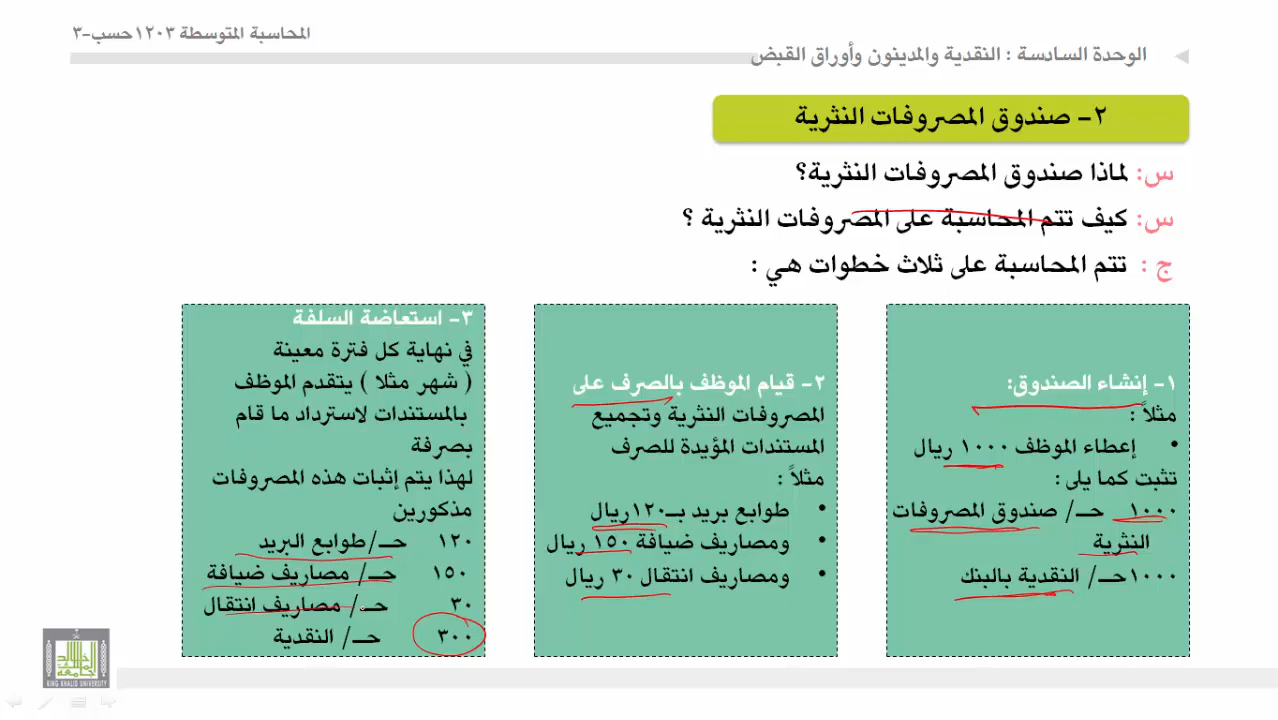 المحاسبة المتوسطة ١٢٠٣حسب-٣
الوحدة السادسة : النقدية والمدينون وأوراق القبض
٢- صندوق المصروفات النثرية
س: لماذا صندوق المصروفات النثرية؟
س: كيف تتم المحاسبة على المصروفات النثرية ؟
ج : تتم المحاسبة على ثلاث خطوات هي :
١- إنشاء الصندوق:
مثلاً :
• إعطاء الموظف ١٠٠٠ ريال
تثبت كما يلى :
١٠٠٠ حـ/ صندوق المصروفات
النثرية
١٠٠٠حـ/ النقدية بالبنك
٢- قيام الموظف بالصرف على
المصروفات النثرية وتجميع
المستندات المؤيدة للصرف
مثلاً :
• طوابع بريد بـ١٢٠ريال
• ومصاريف ضيافة ١٥٠ ريال
• ومصاريف انتقال ٣٠ ريال
٣- استعاضة السلفة
في نهاية كل فترة معينة
( شهر مثلا ) يتقدم الموظف
بالمستندات لاسترداد ما قام
بصرفة
لهذا يتم إثبات هذه المصروفات
مذكورين
١٢٠ حـ/طوابع البريد
١٥٠ حـ/ مصاريف ضيافة
٣٠ حـ/ مصاريف انتقال
٣٠٠ حـ/ النقدية
KING KHALID UNIVERSITY